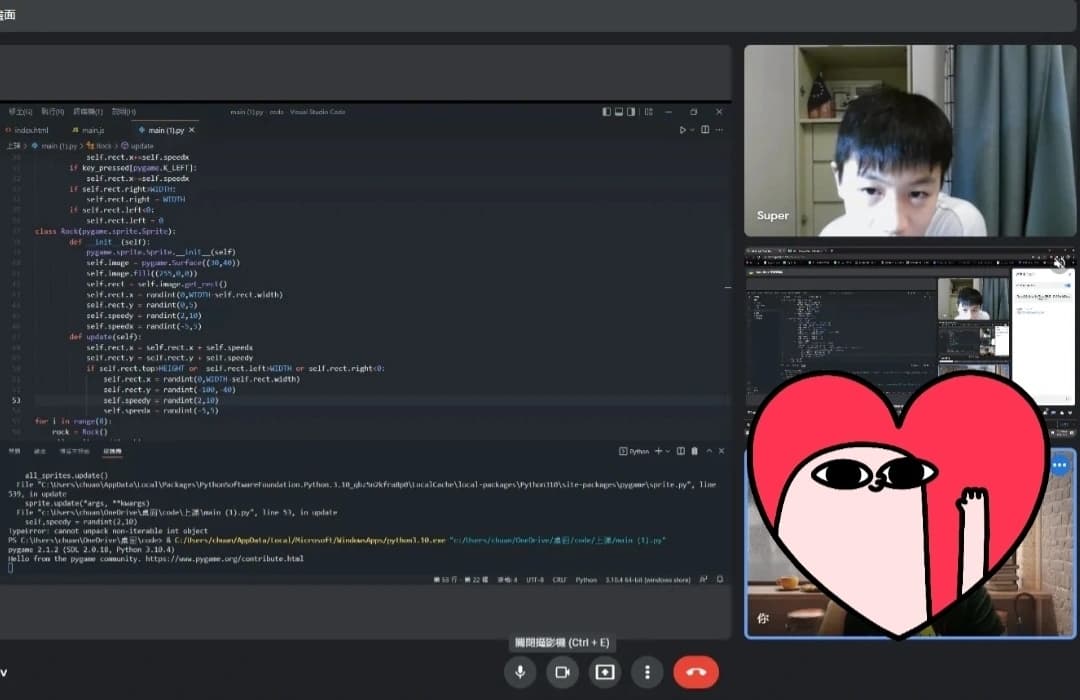 畫面
執行(R) 終端機(T) 說明(H)
main (1).py - code - Visual Studio Code
index.html
main.js
main (1).py
main (1).py > Rock > update
self.rect.x+=self.speedx
if key_pressed[pygame.K_LEFT]:
self.rect.x-=self.speedx
if self.rect.right>WIDTH:
self.rect.right = WIDTH
if self.rect.left<0:
self.rect.left = 0
class Rock(pygame.sprite.Sprite):
def __init__(self):
pygame.sprite.Sprite.__init__(self)
self.image = pygame.Surface((30,40))
self.image.fill((255,0,0))
self.rect = self.image.get_rect()
self.rect.x = randint(0,WIDTH-self.rect.width)
self.rect.y = randint(0,5)
self.speedy = randint(2,10)
self.speedx = randint(-5,5)
def update(self):
self.rect.x = self.rect.x + self.speedx
self.rect.y = self.rect.y + self.speedy
if self.rect.top>HEIGHT or self.rect.left>WIDTH or self.rect.right<0:
self.rect.x = randint(0,WIDTH-self.rect.width)
self.rect.y = randint(-100,-40)
53 self.speedy = randint(2,10)
self.speedx = randint(-5,5)
for i in range(8):
rock = Rock()
終端機
Python
all_sprites.update()
File "C:\Users\chuan\AppData\Local\Packages\PythonSoftwareFoundation.Python.3.10_qbz5n2kfra8p0\LocalCache\local-packages\Python310\site-packages\pygame\sprite.py", line
539, in update
sprite.update(*args, **kwargs)
File "c:\Users\chuan\OneDrive\桌面\code\上課\main (1).py", line 53, in update
self,speedy = randint(2,10)
TypeError: cannot unpack non-iterable int object
PS C:\Users\chuan\OneDrive\桌面\code> & C:/Users/chuan/AppData/Local/Microsoft/WindowsApps/python3.10.exe "c:/Users/chuan/OneDrive/桌面/code/上課/main (1).py"
pygame 2.1.2 (SDL 2.0.18, Python 3.10.4)
Hello from the pygame community. https://www.pygame.org/contribute.html
第 53 行，第 22 欄 空格: 4 UTF-8 CRLF Python 3.10.4 64-bit (windows store)
Super
你
關閉攝影機 (Ctrl + E)